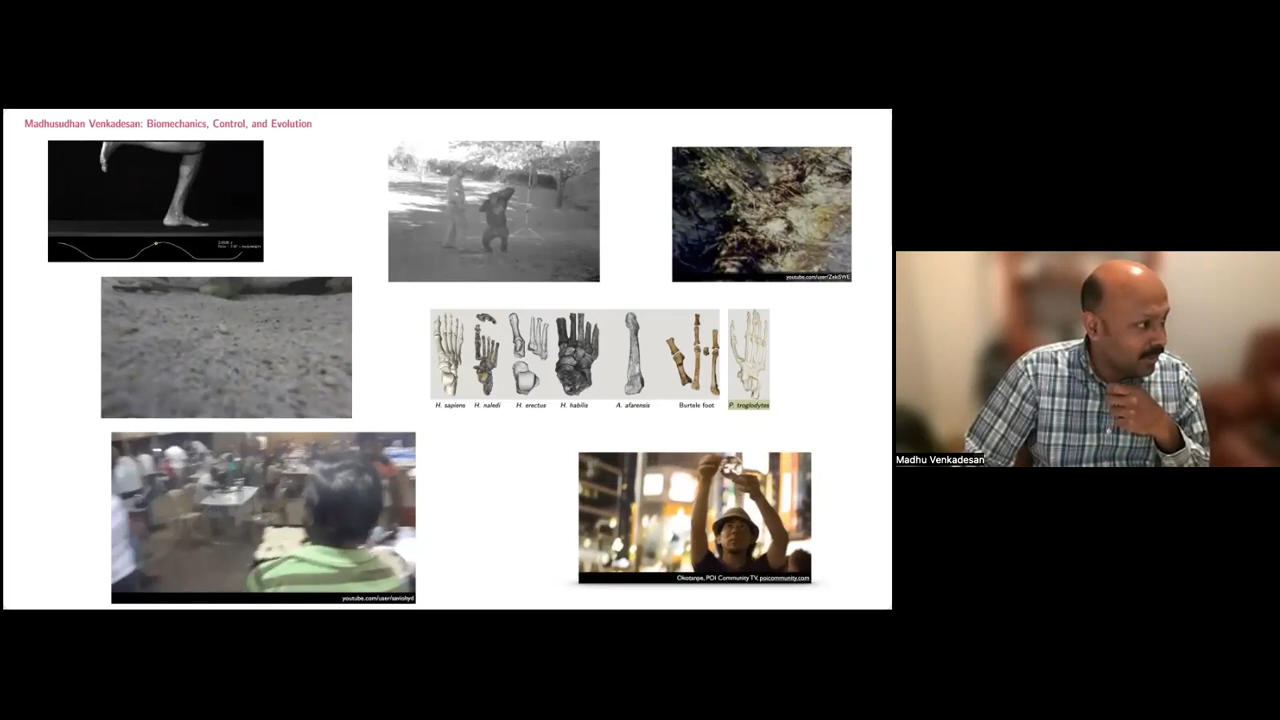 Madhusudhan Venkadesan: Biomechanics, Control, and Evolution
youtube.com/user/ZekiSWE
H. sapiens
H. naledi
H. erectus
H. habilis
A. afarensis
Burtele foot
P. troglodytes
Madhu Venkadesan
Okotanpe, POI Community TV, poicommunity.com
youtube.com/user/saviohyd